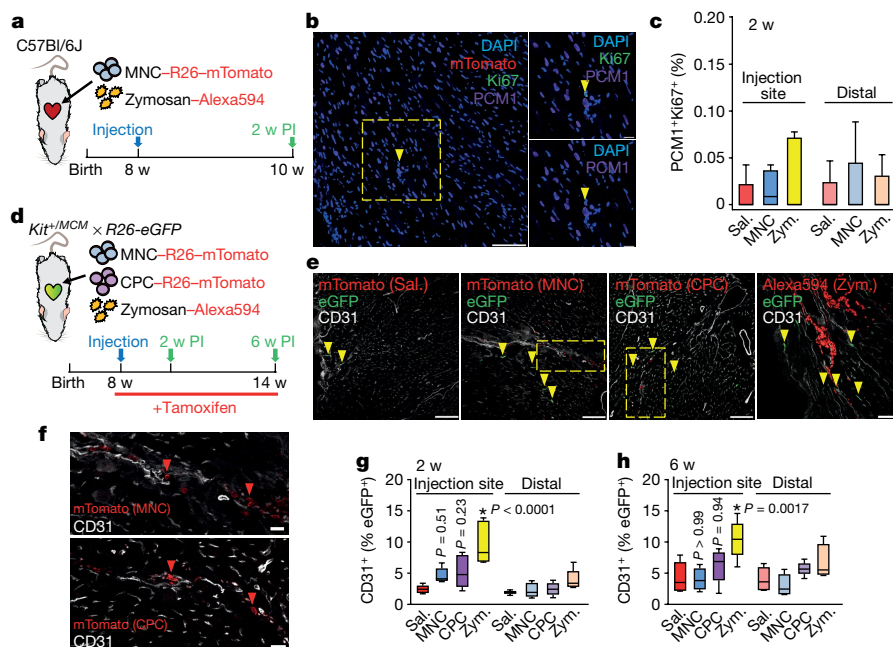 a
C57Bl/6J
MNC–R26–mTomato
Zymosan–Alexa594
Injection
2 w PI
Birth
8 w
10 w
b
DAPI
mTomato
Ki67
PCM1
DAPI
Ki67
PCM1
DAPI
PCM1
c
2 w
PCM1+Ki67+ (%)
0.20
0.15
0.10
0.05
0
Injection site
Distal
Sal.
MNC
Zym.
Sal.
MNC
Zym.
d
Kit+/MCM × R26-eGFP
MNC–R26–mTomato
CPC–R26–mTomato
Zymosan–Alexa594
Injection
2 w PI
6 w PI
Birth
8 w
14 w
+Tamoxifen
e
mTomato (Sal.)
eGFP
CD31
mTomato (MNC)
eGFP
CD31
mTomato (CPC)
eGFP
CD31
Alexa594 (Zym.)
eGFP
CD31
f
mTomato (MNC)
CD31
mTomato (CPC)
CD31
g
2 w
Injection site
Distal
CD31+ (% eGFP+)
20
15
10
5
0
P = 0.51
P = 0.23
* P < 0.0001
Sal.
MNC
CPC
Zym.
Sal.
MNC
CPC
Zym.
h
6 w
Injection site
Distal
CD31+ (% eGFP+)
20
15
10
5
0
P > 0.99
P = 0.94
* P = 0.0017
Sal.
MNC
CPC
Zym.
Sal.
MNC
CPC
Zym.